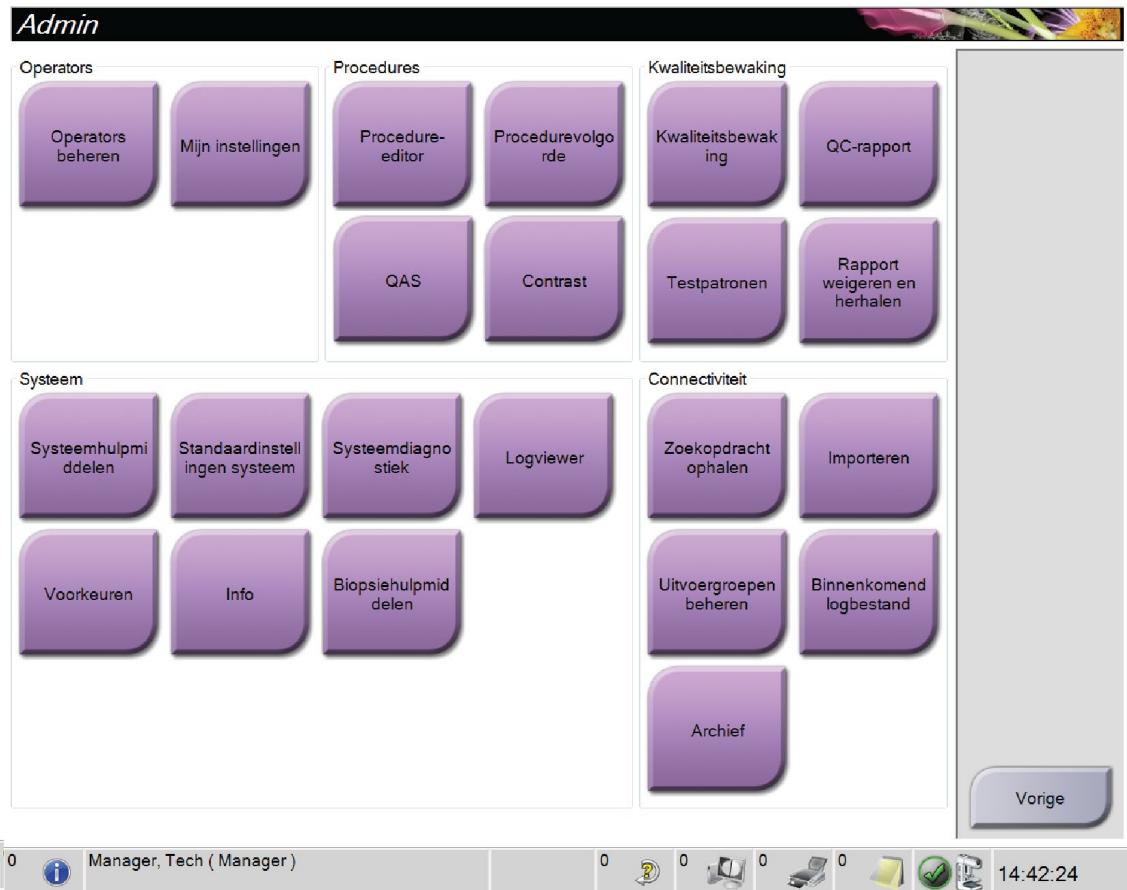 Admin
Operators
Operators
beheren
Mijn instellingen
Procedures
Procedure-
editor
Procedurevolgo
rde
QAS
Contrast
Kwaliteitsbewaking
Kwaliteitsbewak
ing
QC-rapport
Testpatronen
Rapport
weigeren en
herhalen
Systeem
Systeemhulpmi
ddelen
Standaardinstell
ingen systeem
Systeemdiagno
stiek
Logviewer
Voorkeuren
Info
Biopsiehulpmid
delen
Connectiviteit
Zoekopdracht
ophalen
Importeren
Uitvoergroepen
beheren
Binnenkomend
logbestand
Archief
Vorige
0
Manager, Tech ( Manager )
0
0
0
0
14:42:24